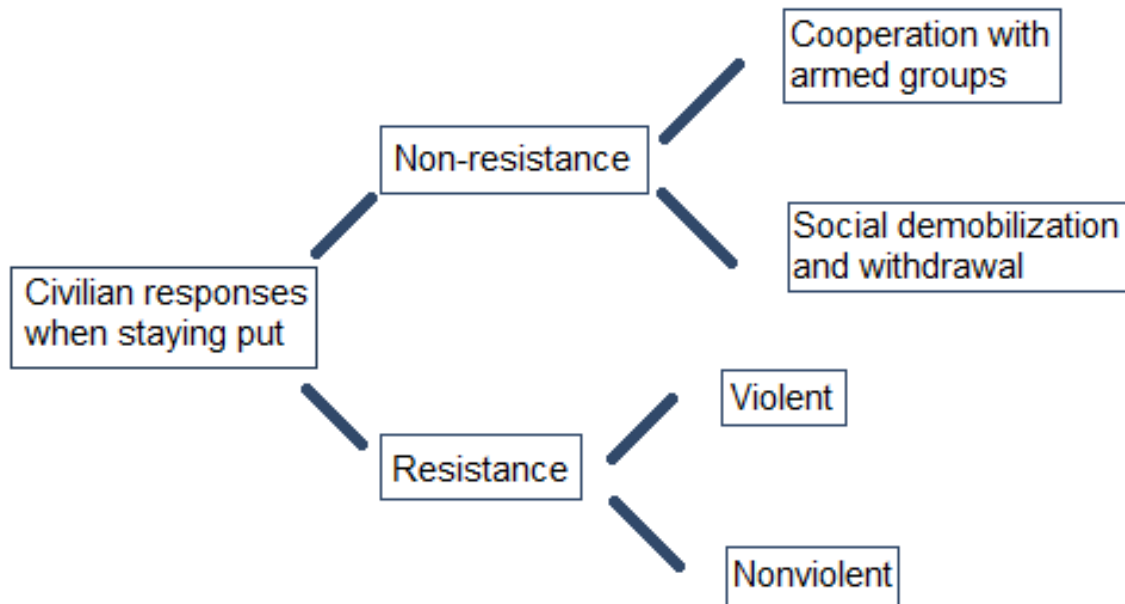 Cooperation with
armed groups
Non-resistance
Social demobilization
and withdrawal
Civilian responses
when staying put
Violent
Resistance
Nonviolent